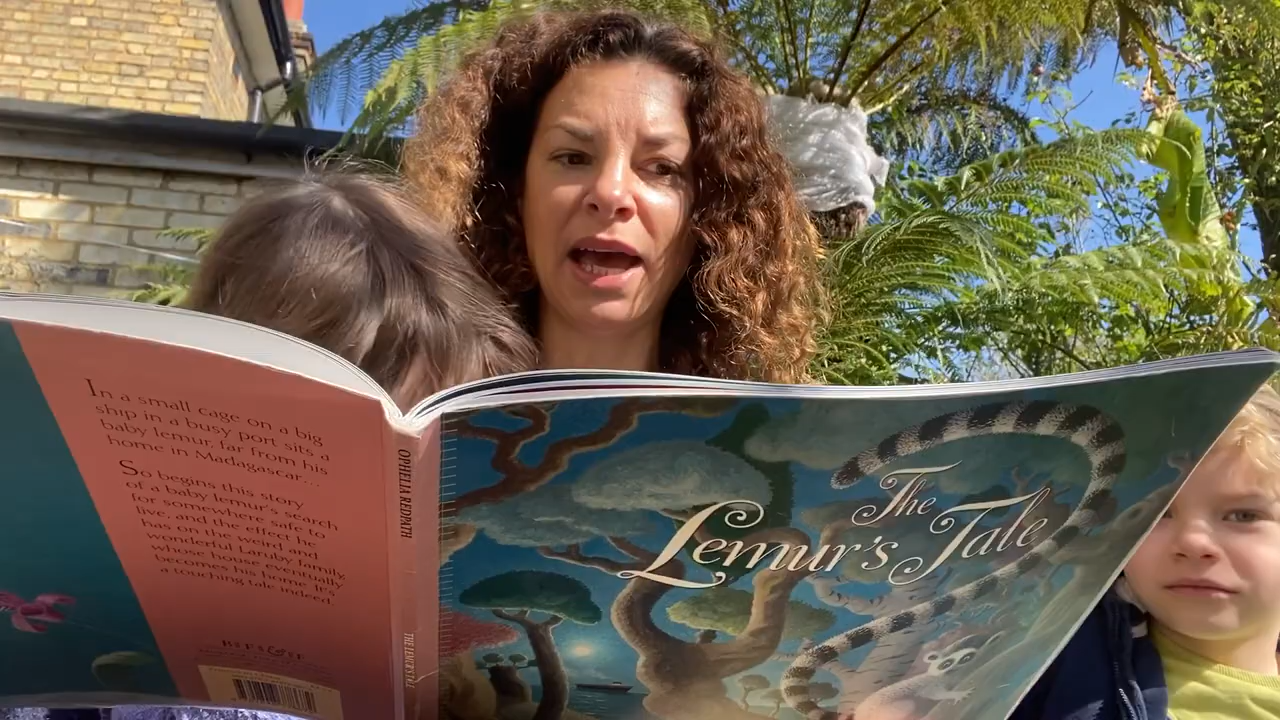 In a small cage on a big
ship in a busy port sits a
baby lemur, far from his
home in Madagascar...
So begins this story
of a baby lemur's search
for somewhere safe to
live, and the effect he
has on the weird and
wonderful Larnby family,
whose house eventually
becomes his home. It's
a touching tale indeed.
OPHELIA REDPATH
THE LEMUR'S TALE
The
Lemur's Tale